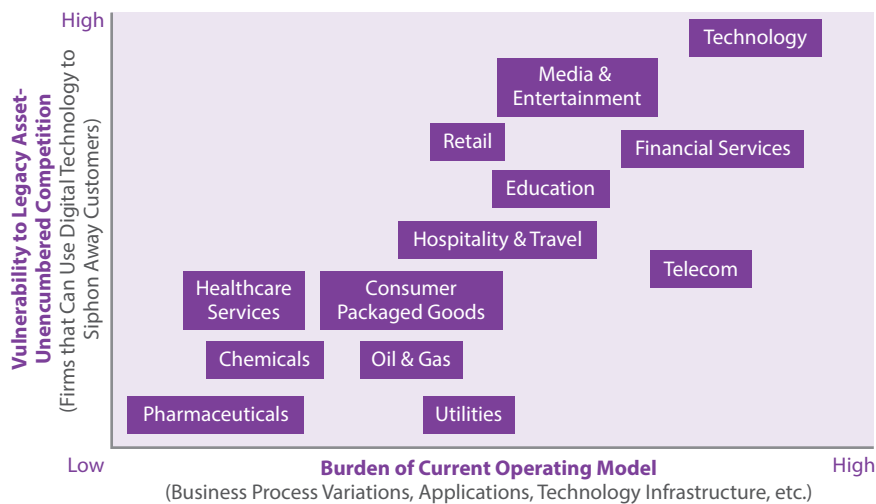 High
Technology
Media &
Entertainment
Retail
Financial Services
Education
Hospitality & Travel
Telecom
Healthcare
Services
Consumer
Packaged Goods
Chemicals
Oil & Gas
Pharmaceuticals
Utilities
Vulnerability to Legacy Asset-
Unencumbered Competition
(Firms that Can Use Digital Technology to
Siphon Away Customers)
Low
Burden of Current Operating Model
High
(Business Process Variations, Applications, Technology Infrastructure, etc.)